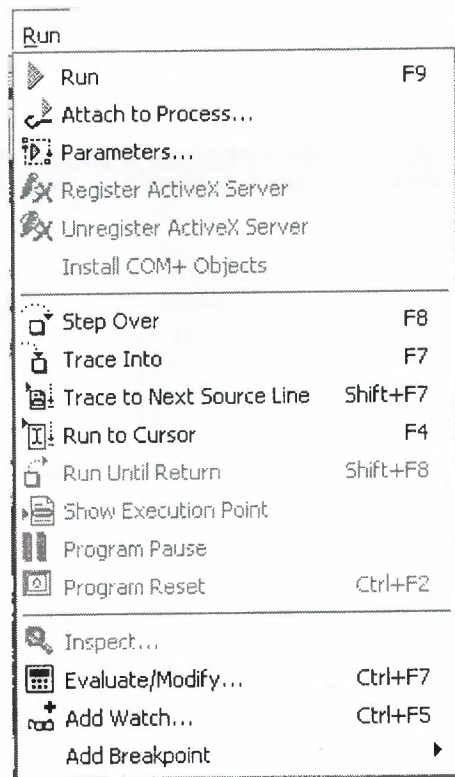 Run
Run F9
Attach to Process...
Parameters...
Register ActiveX Server
Unregister ActiveX Server
Install COM+ Objects
Step Over F8
Trace Into F7
Trace to Next Source Line Shift+F7
Run to Cursor F4
Run Until Return Shift+F8
Show Execution Point
Program Pause
Program Reset Ctrl+F2
Inspect...
Evaluate/Modify... Ctrl+F7
Add Watch... Ctrl+F5
Add Breakpoint